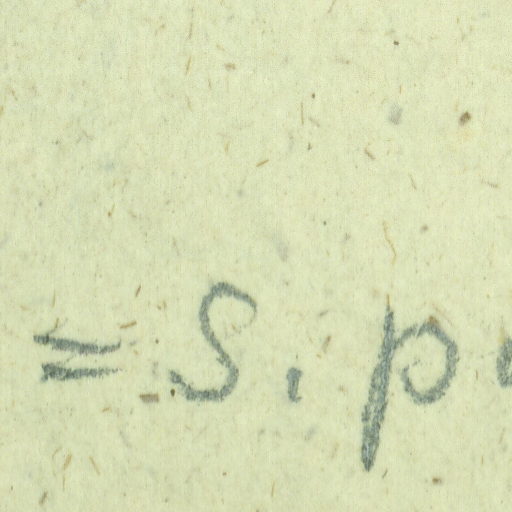 = S. p